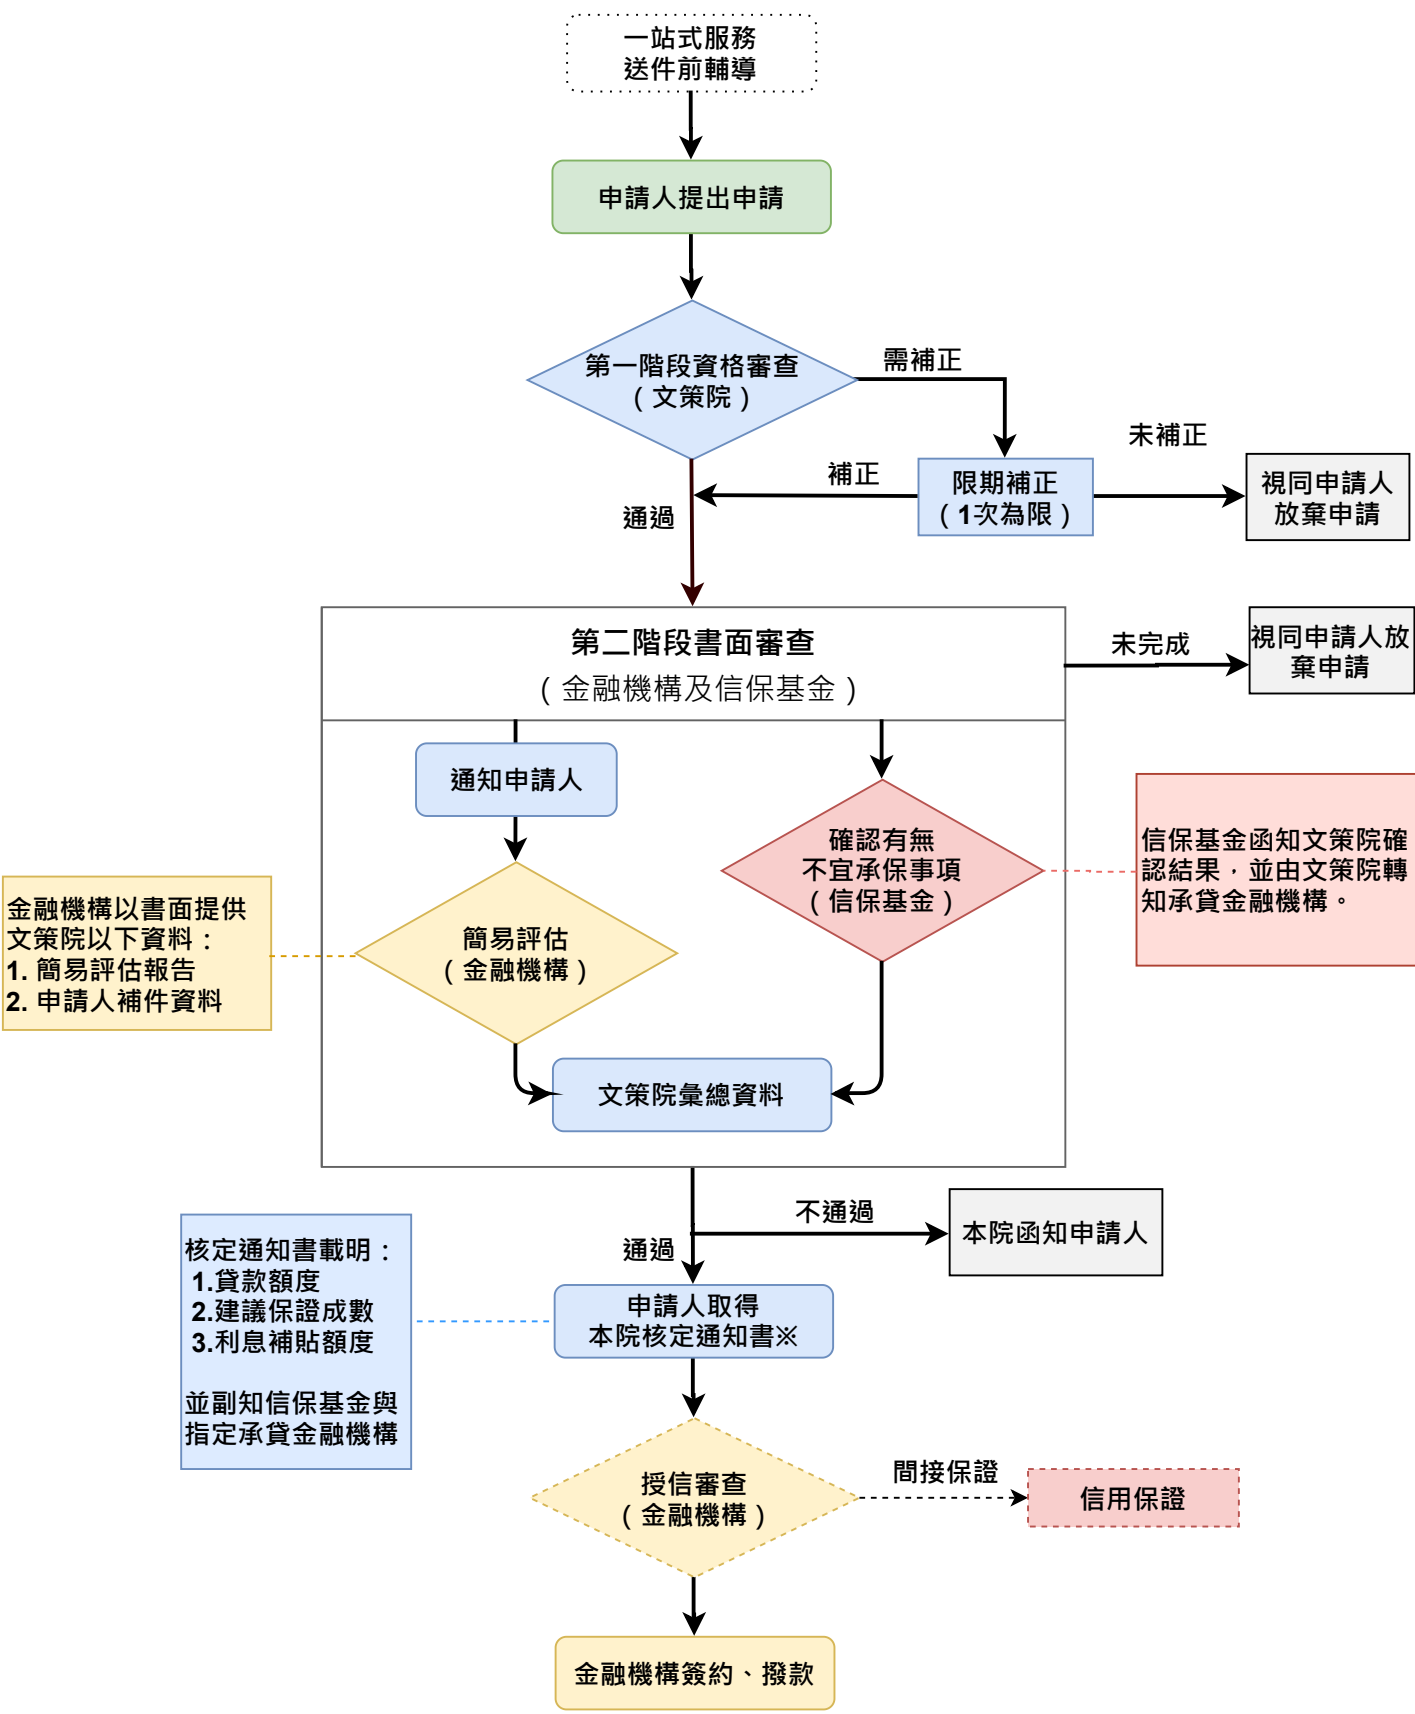 一站式服務
送件前輔導
申請人提出申請
第一階段資格審查
（文策院）
需補正
限期補正
（1次為限）
未補正
視同申請人
放棄申請
補正
通過
第二階段書面審查
（金融機構及信保基金）
未完成
視同申請人放
棄申請
通知申請人
確認有無
不宜承保事項
（信保基金）
信保基金函知文策院確
認結果，並由文策院轉
知承貸金融機構。
金融機構以書面提供
文策院以下資料：
1. 簡易評估報告
2. 申請人補件資料
簡易評估
（金融機構）
文策院彙總資料
不通過
本院函知申請人
通過
核定通知書載明：
1.貸款額度
2.建議保證成數
3.利息補貼額度
並副知信保基金與
指定承貸金融機構
申請人取得
本院核定通知書※
授信審查
（金融機構）
間接保證
信用保證
金融機構簽約、撥款